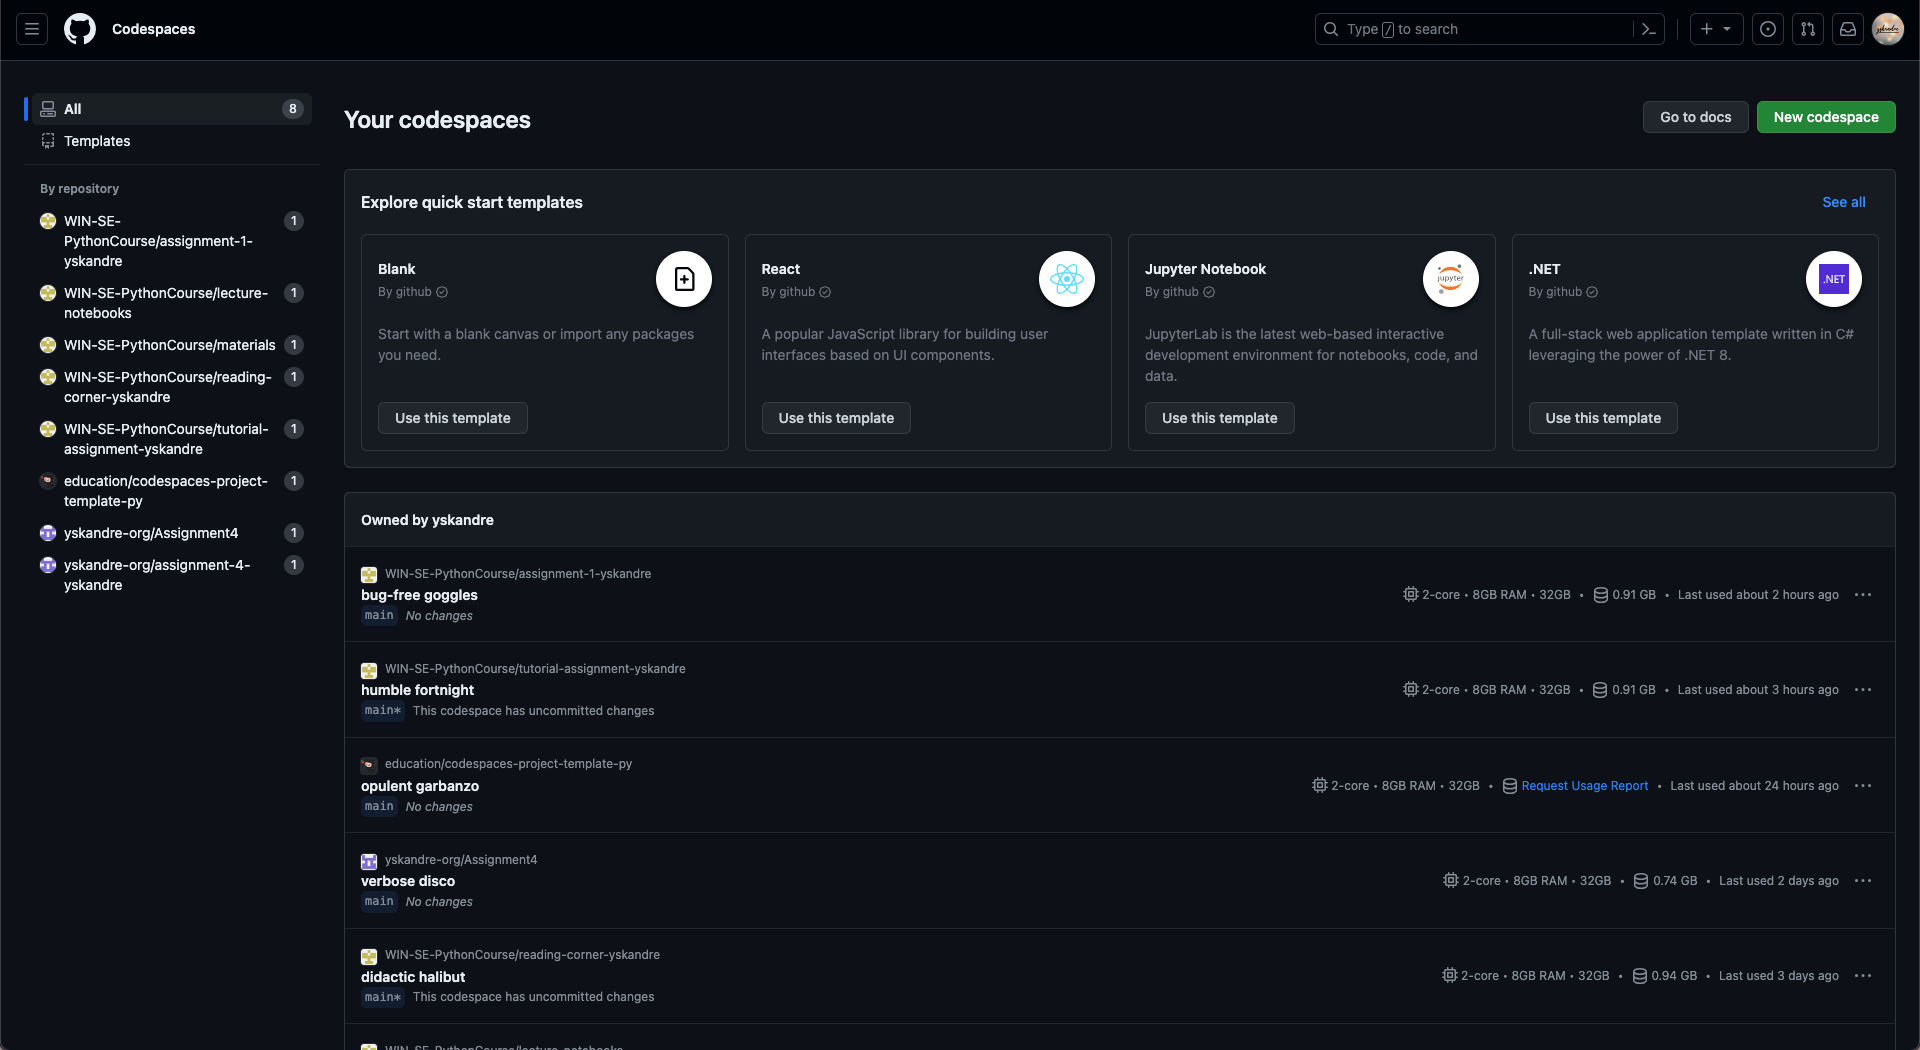 Codespaces
Type / to search
All 8
Templates
By repository
WIN-SE-
PythonCourse/assignment-1-
yskandre
1
WIN-SE-PythonCourse/lecture-
notebooks
1
WIN-SE-PythonCourse/materials 1
WIN-SE-PythonCourse/reading-
corner-yskandre
1
WIN-SE-PythonCourse/tutorial-
assignment-yskandre
1
education/codespaces-project-
template-py
1
yskandre-org/Assignment4 1
yskandre-org/assignment-4-
yskandre
1
Your codespaces
Go to docs
New codespace
Explore quick start templates
See all
Blank
By github
Start with a blank canvas or import any packages
you need.
Use this template
React
By github
A popular JavaScript library for building user
interfaces based on UI components.
Use this template
Jupyter Notebook
By github
jupyter
JupyterLab is the latest web-based interactive
development environment for notebooks, code, and
data.
Use this template
.NET
By github
.NET
A full-stack web application template written in C#
leveraging the power of .NET 8.
Use this template
Owned by yskandre
WIN-SE-PythonCourse/assignment-1-yskandre
bug-free goggles
main No changes
2-core • 8GB RAM • 32GB • 0.91 GB • Last used about 2 hours ago
WIN-SE-PythonCourse/tutorial-assignment-yskandre
humble fortnight
main* This codespace has uncommitted changes
2-core • 8GB RAM • 32GB • 0.91 GB • Last used about 3 hours ago
education/codespaces-project-template-py
opulent garbanzo
main No changes
2-core • 8GB RAM • 32GB • Request Usage Report • Last used about 24 hours ago
yskandre-org/Assignment4
verbose disco
main No changes
2-core • 8GB RAM • 32GB • 0.74 GB • Last used 2 days ago
WIN-SE-PythonCourse/reading-corner-yskandre
didactic halibut
main* This codespace has uncommitted changes
2-core • 8GB RAM • 32GB • 0.94 GB • Last used 3 days ago
WIN-SE-PythonCourse/lecture-notebooks